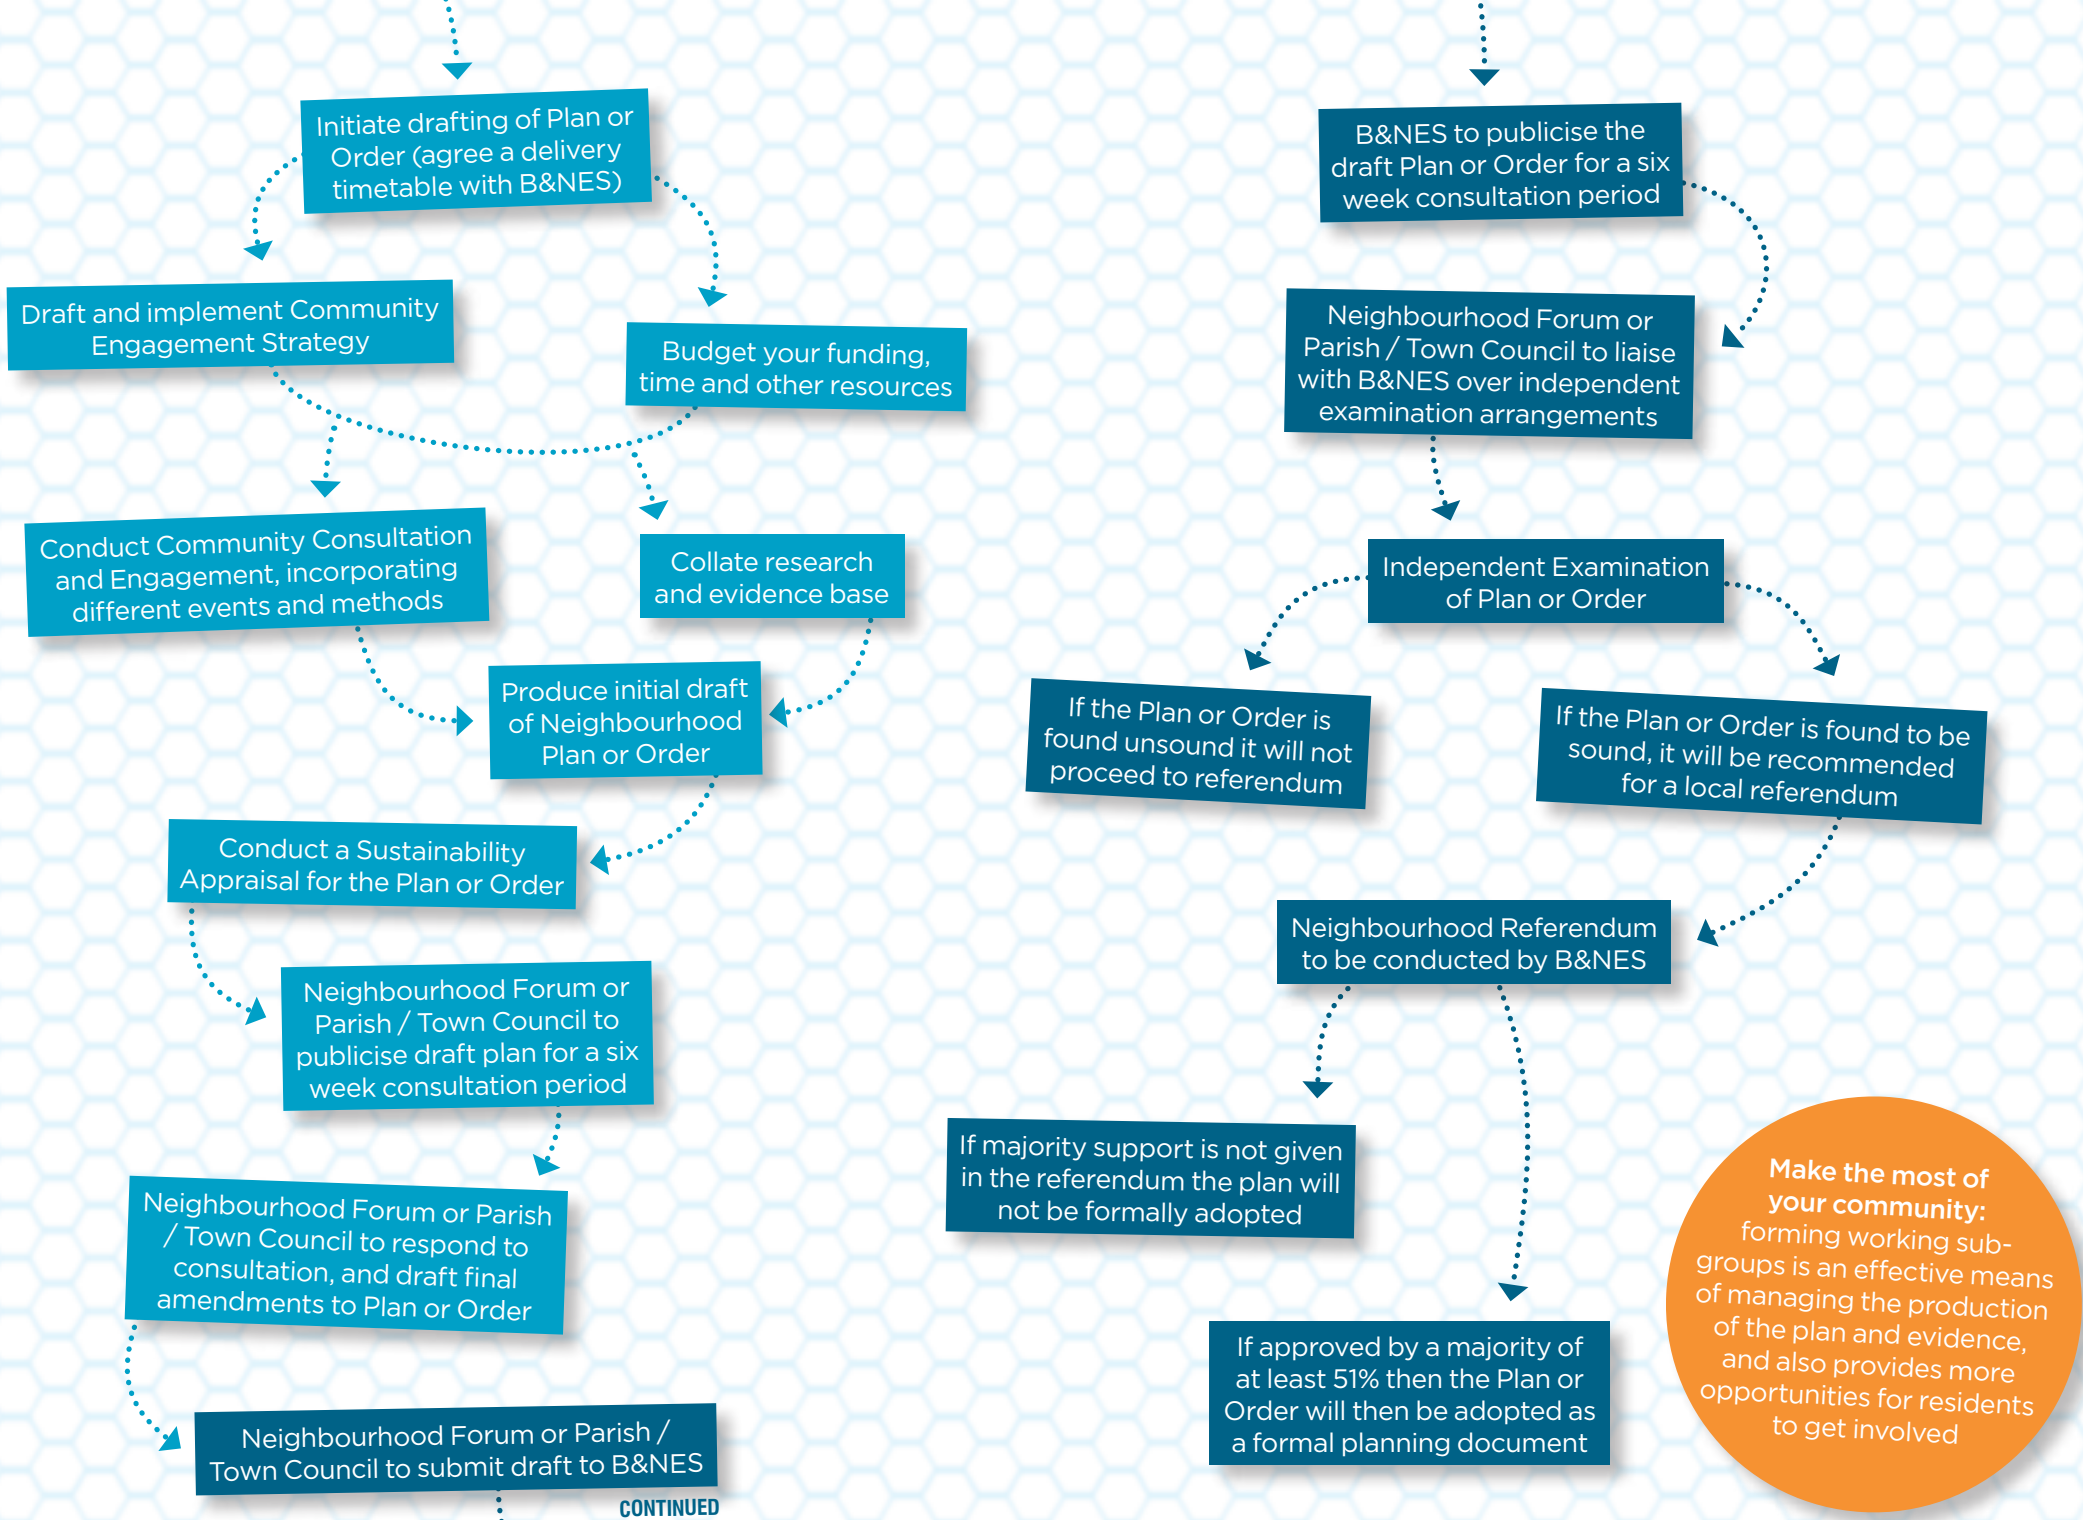 Initiate drafting of Plan or
Order (agree a delivery
timetable with B&NES)
Draft and implement Community
Engagement Strategy
Budget your funding,
time and other resources
Conduct Community Consultation
and Engagement, incorporating
different events and methods
Collate research
and evidence base
Produce initial draft
of Neighbourhood
Plan or Order
Conduct a Sustainability
Appraisal for the Plan or Order
Neighbourhood Forum or
Parish / Town Council to
publicise draft plan for a six
week consultation period
Neighbourhood Forum or Parish
/ Town Council to respond to
consultation, and draft final
amendments to Plan or Order
Neighbourhood Forum or Parish /
Town Council to submit draft to B&NES
CONTINUED
B&NES to publicise the
draft Plan or Order for a six
week consultation period
Neighbourhood Forum or
Parish / Town Council to liaise
with B&NES over independent
examination arrangements
Independent Examination
of Plan or Order
If the Plan or Order is
found unsound it will not
proceed to referendum
If the Plan or Order is found to be
sound, it will be recommended
for a local referendum
Neighbourhood Referendum
to be conducted by B&NES
If majority support is not given
in the referendum the plan will
not be formally adopted
If approved by a majority of
at least 51% then the Plan or
Order will then be adopted as
a formal planning document
Make the most of
your community:
forming working sub-
groups is an effective means
of managing the production
of the plan and evidence,
and also provides more
opportunities for residents
to get involved